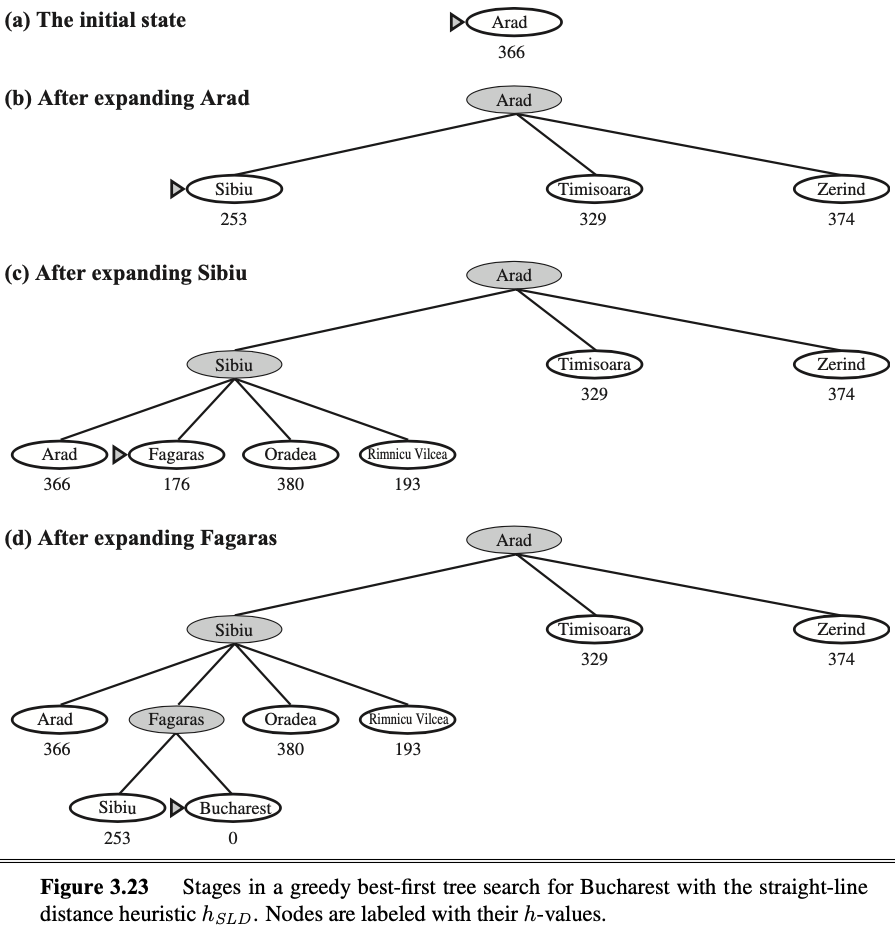 (a) The initial state
Arad
366
(b) After expanding Arad
Arad
Sibiu Timisoara Zerind
253 329 374
(c) After expanding Sibiu
Arad
Sibiu Timisoara Zerind
329 374
Arad Fagaras Oradea Rimnicu Vilcea
366 176 380 193
(d) After expanding Fagaras
Arad
Sibiu Timisoara Zerind
329 374
Arad Fagaras Oradea Rimnicu Vilcea
366 380 193
Sibiu Bucharest
253 0
Figure 3.23 Stages in a greedy best-first tree search for Bucharest with the straight-line
distance heuristic hSLD. Nodes are labeled with their h-values.